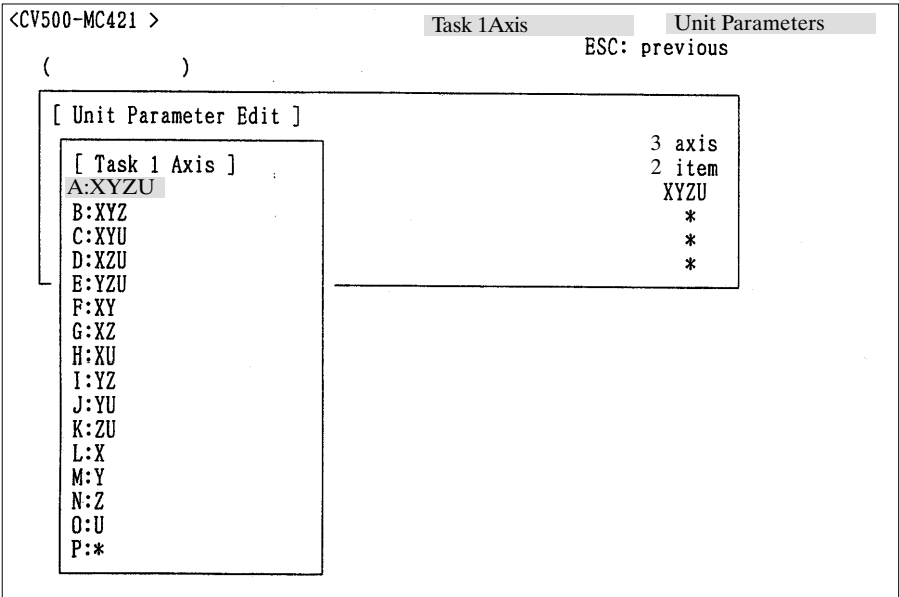 <CV500-MC421 > Task 1Axis Unit Parameters
ESC: previous
( )
[ Unit Parameter Edit ]
3 axis
[ Task 1 Axis ] 2 item
A:XYZU XYZU
B:XYZ *
C:XYU *
D:XZU *
E:YZU
F:XY
G:XZ
H:XU
I:YZ
J:YU
K:ZU
L:X
M:Y
N:Z
O:U
P:*